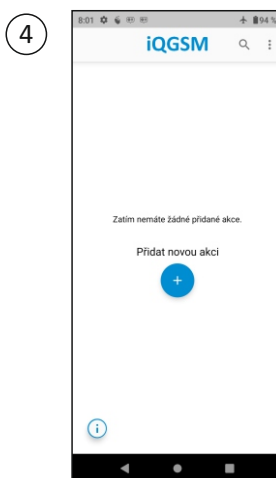 4
8:01 94 %
iQGSM
Zatím nemáte žádné přidané akce.
Přidat novou akci
+
i